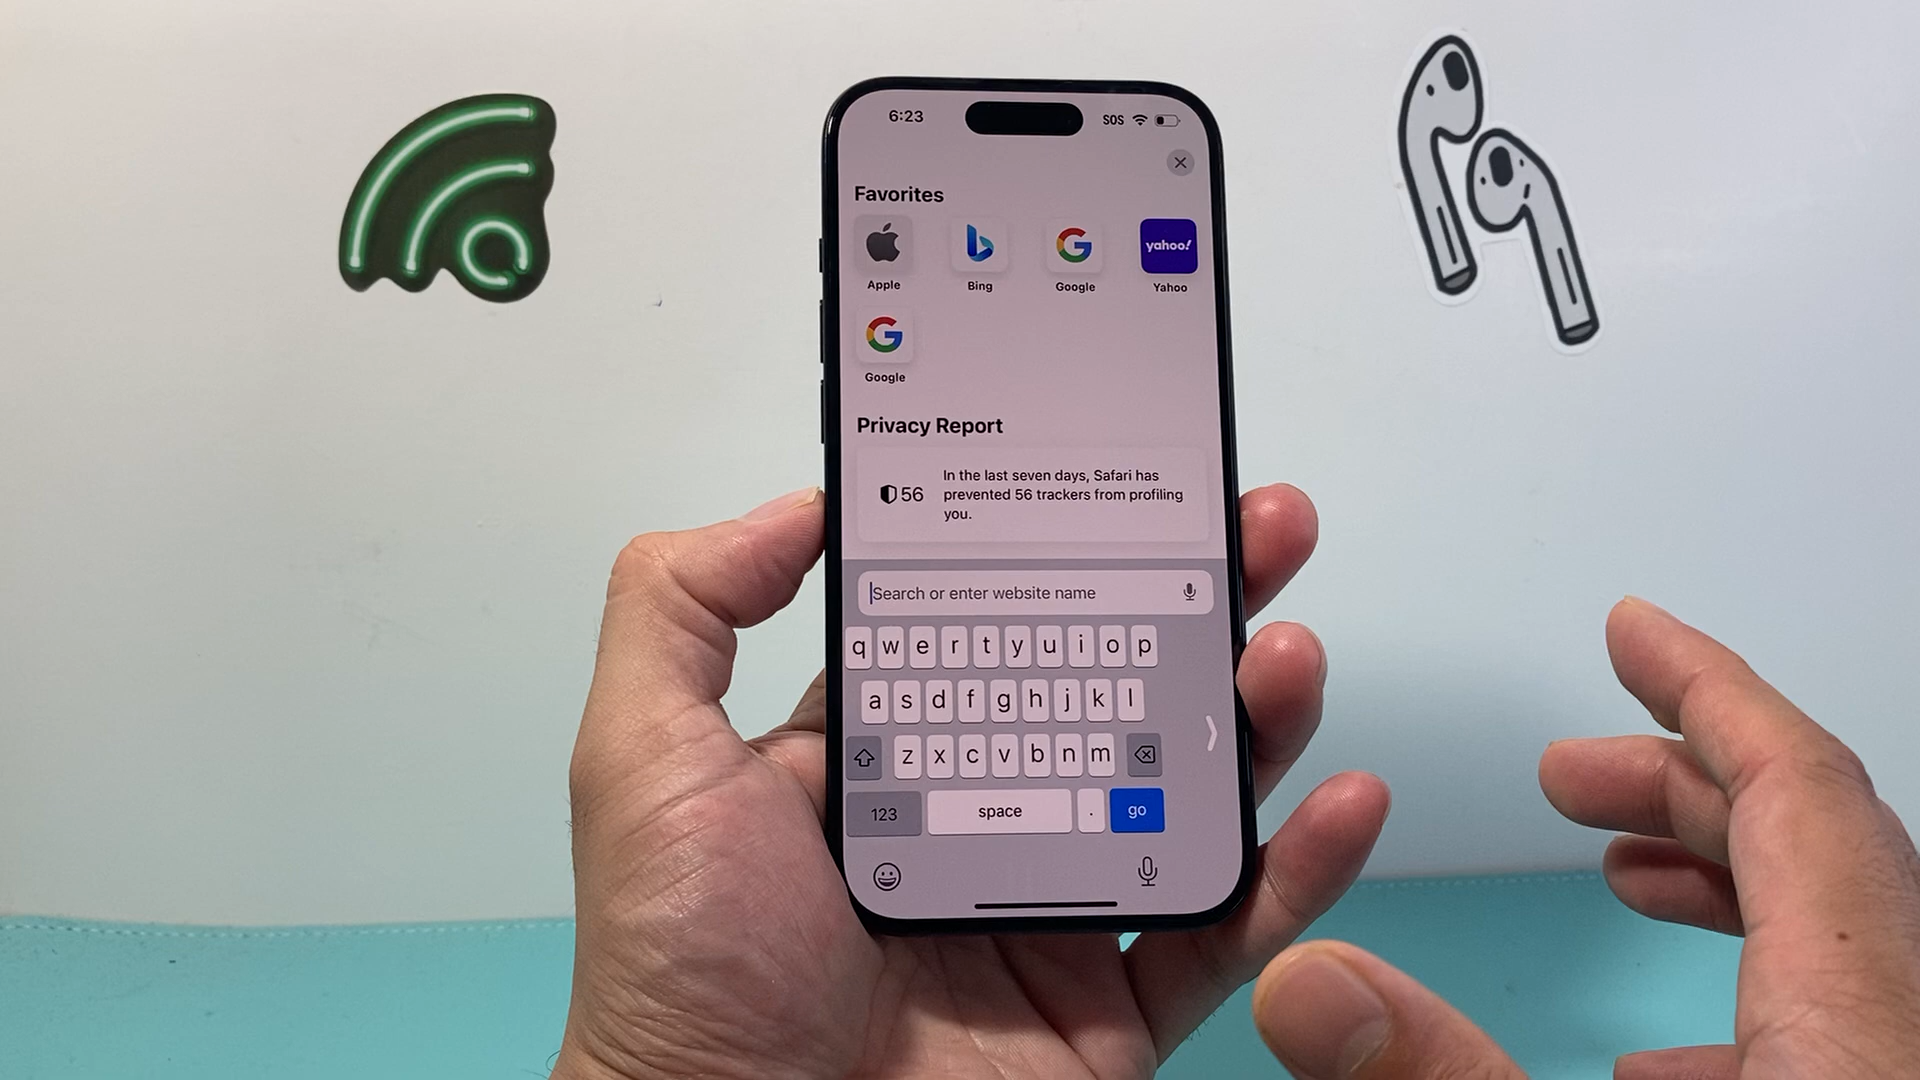 6:23 SOS
Favorites
yahoo!
Apple Bing Google Yahoo
Google
Privacy Report
56
In the last seven days, Safari has
prevented 56 trackers from profiling
you.
Search or enter website name
q w e r t y u i o p
a s d f g h j k l
z x c v b n m
123 space . go